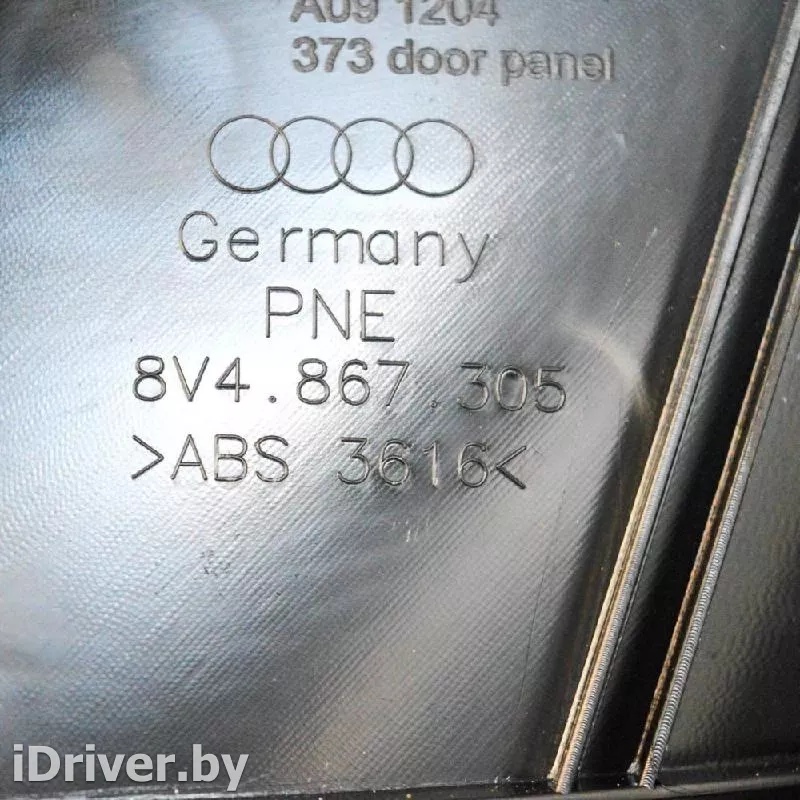 A09 1204
373 door panel
Germany
PNE
8V4.867.305
>ABS 3616<
iDriver.by